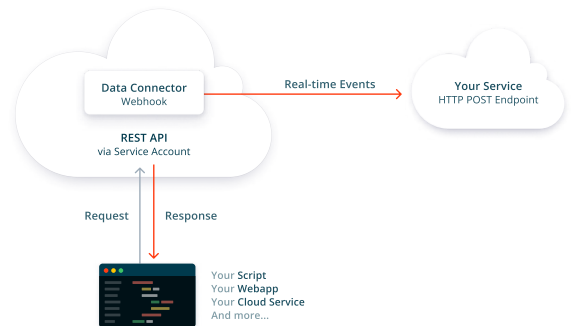 Data Connector
Webhook
Real-time Events
Your Service
HTTP POST Endpoint
REST API
via Service Account
Request
Response
Your Script
Your Webapp
Your Cloud Service
And more...